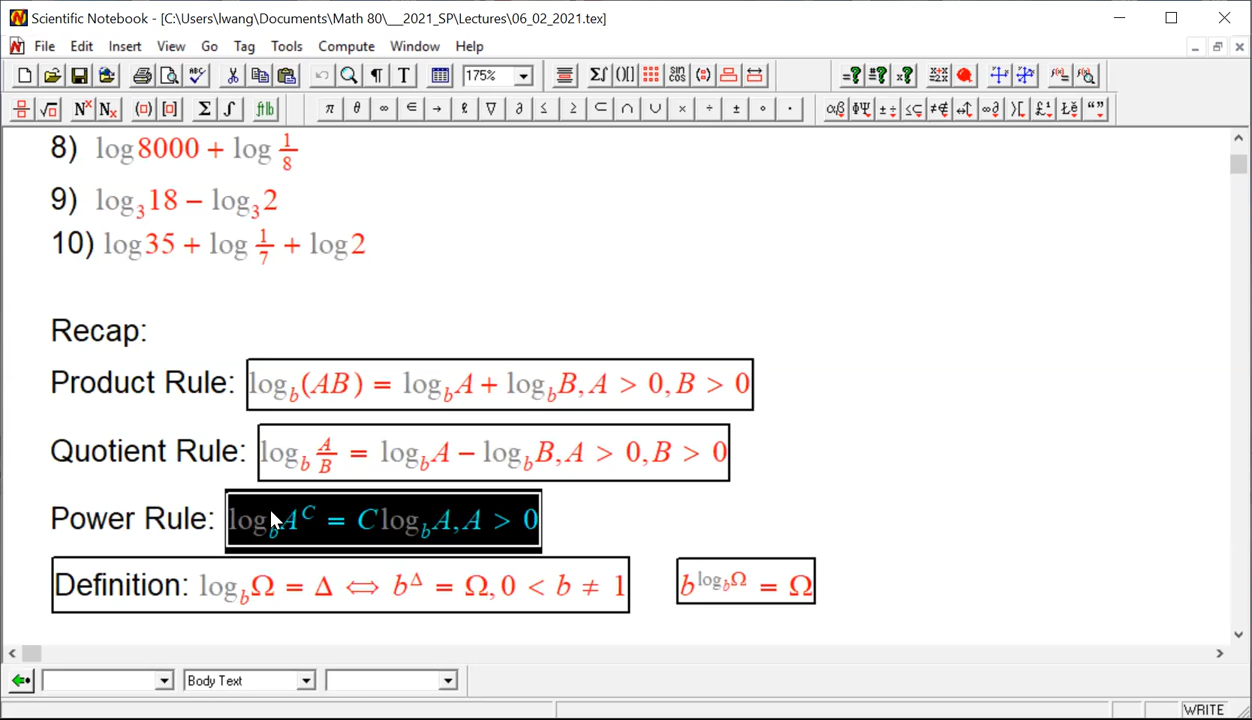 Scientific Notebook - [C:\Users\lwang\Documents\Math 80\__2021_SP\Lectures\06_02_2021.tex]
File Edit Insert View Go Tag Tools Compute Window Help
175%
8) log 8000 + log 1/8
9) log₃ 18 − log₃ 2
10) log 35 + log 1/7 + log 2
Recap:
Product Rule: log_b(AB) = log_b A + log_b B, A > 0, B > 0
Quotient Rule: log_b A/B = log_b A − log_b B, A > 0, B > 0
Power Rule: log_b A^C = C log_b A, A > 0
Definition: log_b Ω = Δ ⇔ b^Δ = Ω, 0 < b ≠ 1 b^(log_b Ω) = Ω
Body Text
WRITE